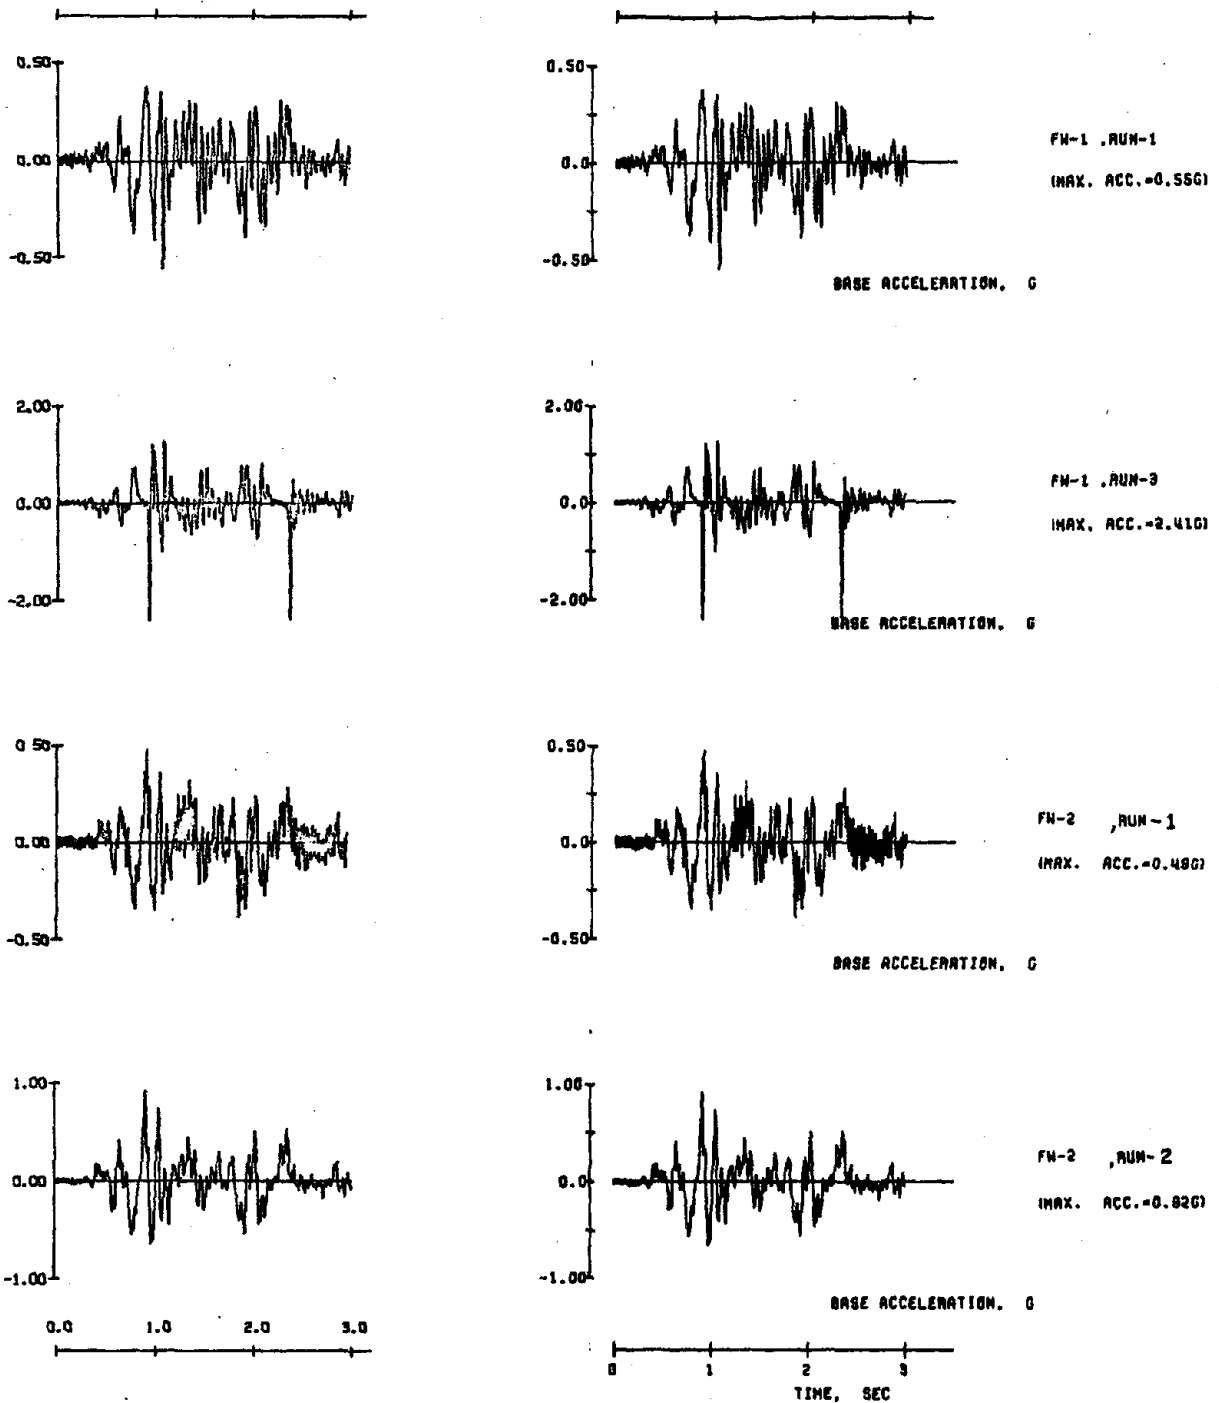 0.50 0.50
0.00 0.0
-0.50 -0.50
FW-1 ,RUN-1
(MAX. ACC.=0.55G)
BASE ACCELERATION, G
2.00 2.00
0.00 0.0
-2.00 -2.00
FW-1 ,RUN-3
(MAX. ACC.=2.41G)
BASE ACCELERATION, G
0.50 0.50
0.00 0.0
-0.50 -0.50
FW-2 ,RUN-1
(MAX. ACC.=0.48G)
BASE ACCELERATION, G
1.00 1.00
0.00 0.0
-1.00 -1.00
FW-2 ,RUN-2
(MAX. ACC.=0.92G)
BASE ACCELERATION, G
0.0 1.0 2.0 3.0
0 1 2 3
TIME, SEC